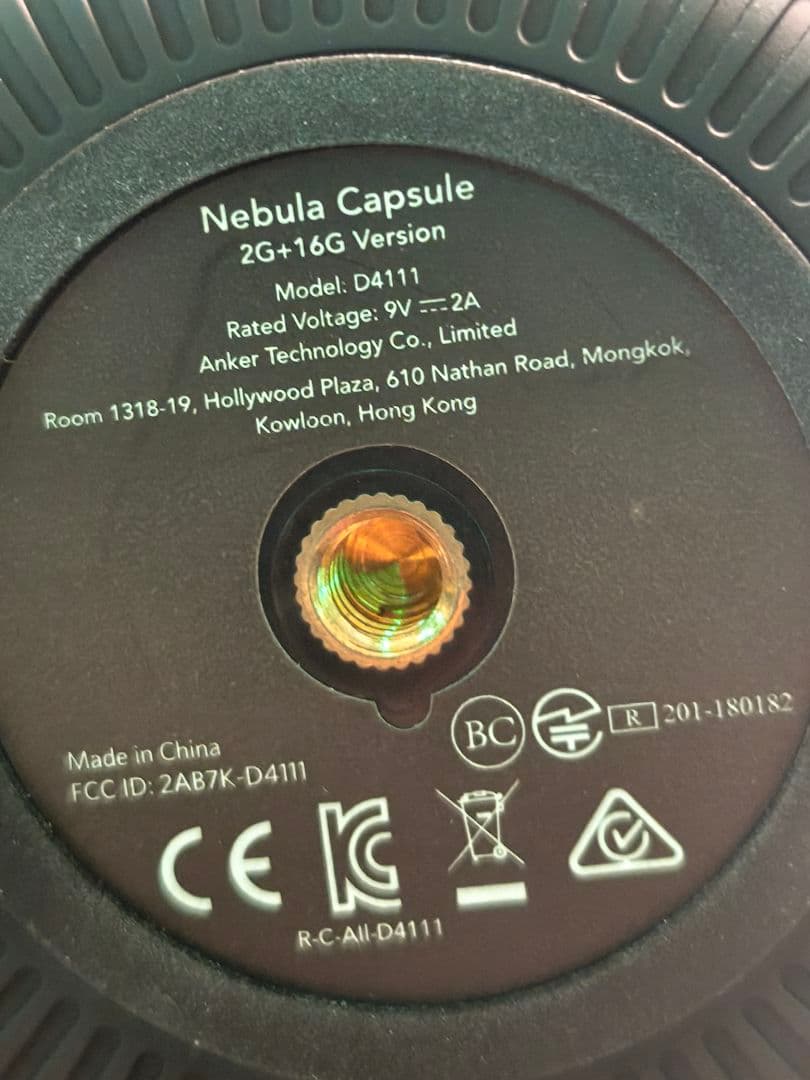 Nebula Capsule
2G+16G Version
Model: D4111
Rated Voltage: 9V ⎓ 2A
Anker Technology Co., Limited
Room 1318-19, Hollywood Plaza, 610 Nathan Road, Mongkok,
Kowloon, Hong Kong
BC R 201-180182
Made in China
FCC ID: 2AB7K-D4111
CE KC
R-C-AII-D4111